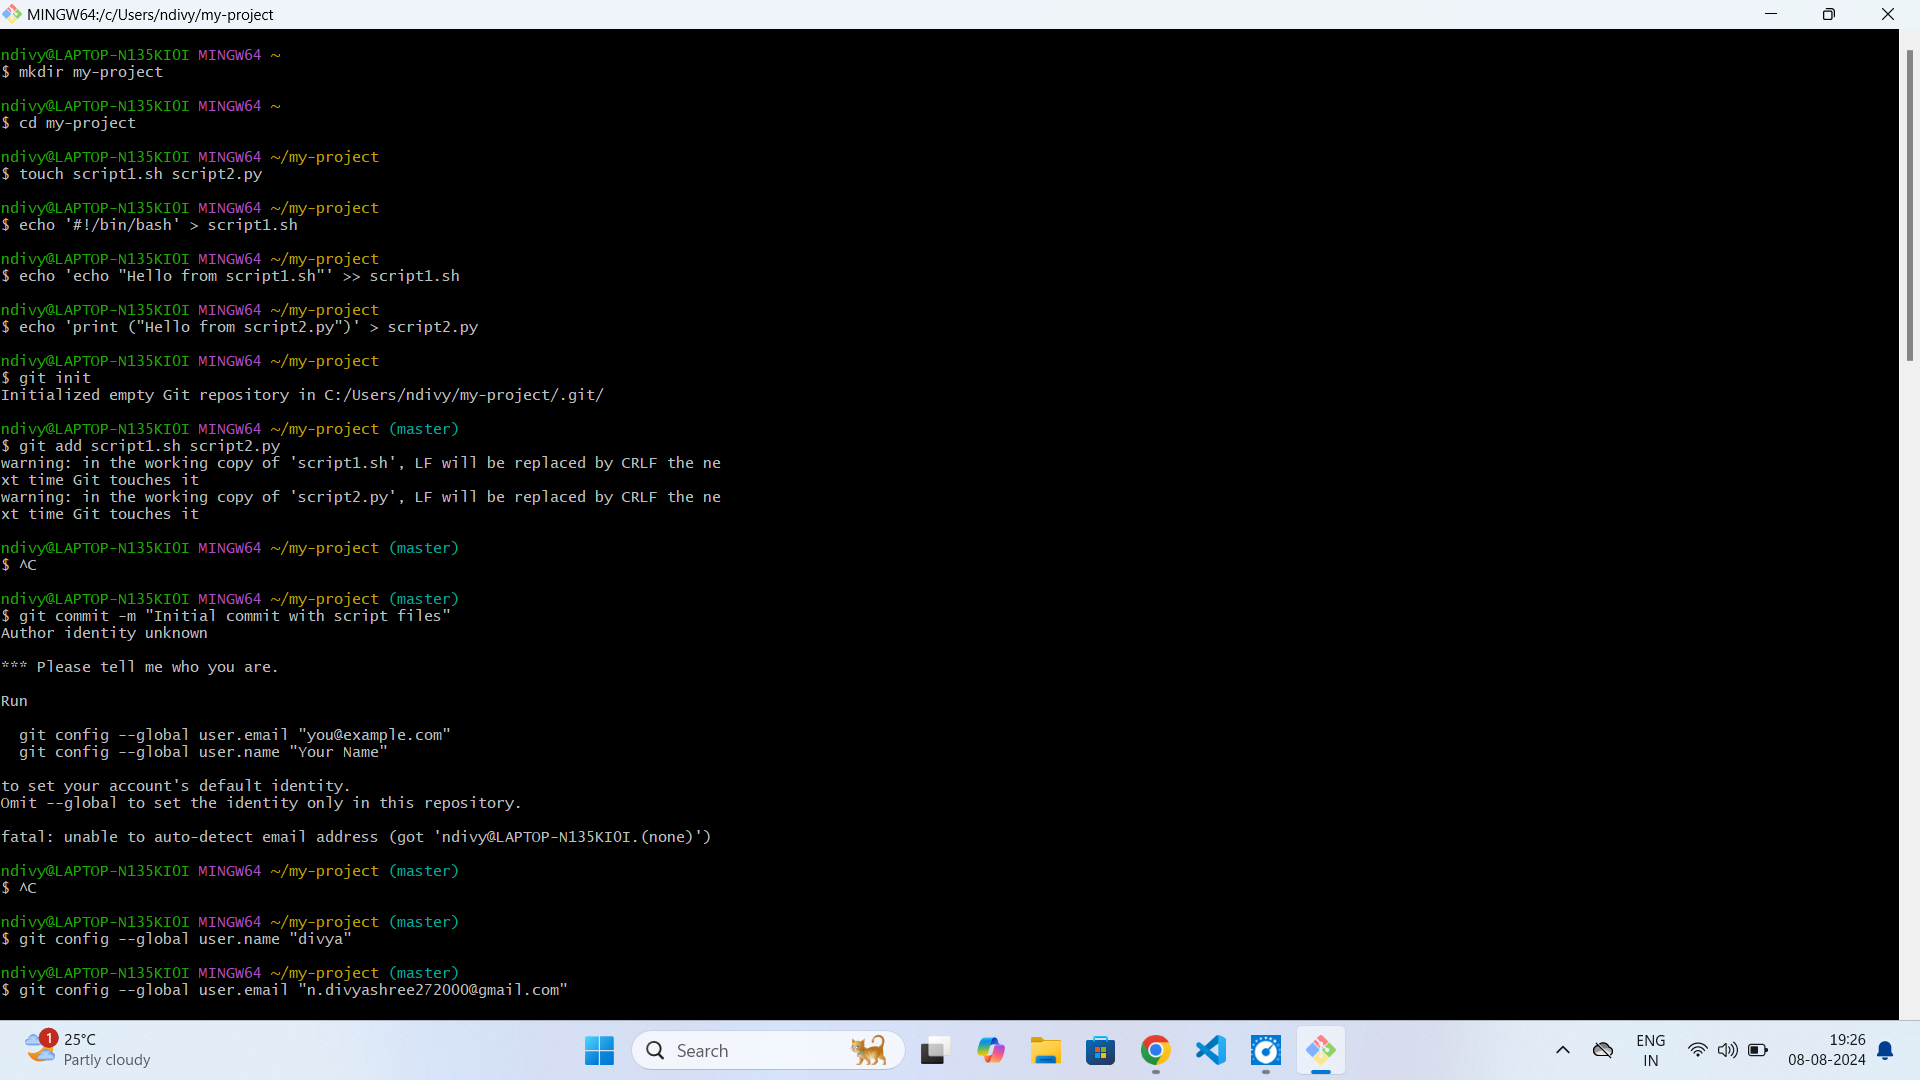 MINGW64:/c/Users/ndivy/my-project
ndivy@LAPTOP-N135KIOI MINGW64 ~
$ mkdir my-project
ndivy@LAPTOP-N135KIOI MINGW64 ~
$ cd my-project
ndivy@LAPTOP-N135KIOI MINGW64 ~/my-project
$ touch script1.sh script2.py
ndivy@LAPTOP-N135KIOI MINGW64 ~/my-project
$ echo '#!/bin/bash' > script1.sh
ndivy@LAPTOP-N135KIOI MINGW64 ~/my-project
$ echo 'echo "Hello from script1.sh"' >> script1.sh
ndivy@LAPTOP-N135KIOI MINGW64 ~/my-project
$ echo 'print ("Hello from script2.py")' > script2.py
ndivy@LAPTOP-N135KIOI MINGW64 ~/my-project
$ git init
Initialized empty Git repository in C:/Users/ndivy/my-project/.git/
ndivy@LAPTOP-N135KIOI MINGW64 ~/my-project (master)
$ git add script1.sh script2.py
warning: in the working copy of 'script1.sh', LF will be replaced by CRLF the ne
xt time Git touches it
warning: in the working copy of 'script2.py', LF will be replaced by CRLF the ne
xt time Git touches it
ndivy@LAPTOP-N135KIOI MINGW64 ~/my-project (master)
$ ^C
ndivy@LAPTOP-N135KIOI MINGW64 ~/my-project (master)
$ git commit -m "Initial commit with script files"
Author identity unknown
*** Please tell me who you are.
Run
git config --global user.email "you@example.com"
git config --global user.name "Your Name"
to set your account's default identity.
Omit --global to set the identity only in this repository.
fatal: unable to auto-detect email address (got 'ndivy@LAPTOP-N135KIOI.(none)')
ndivy@LAPTOP-N135KIOI MINGW64 ~/my-project (master)
$ ^C
ndivy@LAPTOP-N135KIOI MINGW64 ~/my-project (master)
$ git config --global user.name "divya"
ndivy@LAPTOP-N135KIOI MINGW64 ~/my-project (master)
$ git config --global user.email "n.divyashree272000@gmail.com"
1
25°C
Partly cloudy
Search
ENG
IN
19:26
08-08-2024